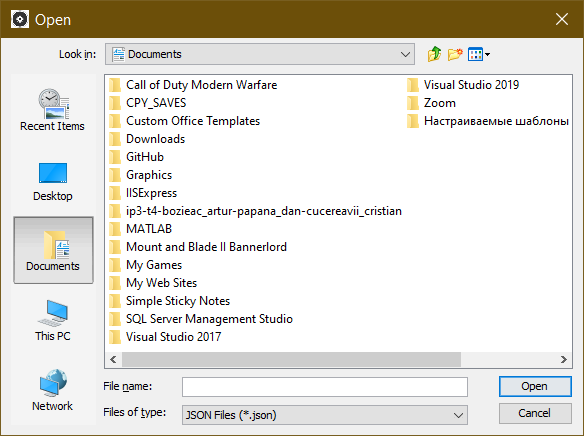 Open
Look in:
Documents
Recent Items
Desktop
Documents
This PC
Network
Call of Duty Modern Warfare
CPY_SAVES
Custom Office Templates
Downloads
GitHub
Graphics
IISExpress
ip3-t4-bozieac_artur-papana_dan-cucereavii_cristian
MATLAB
Mount and Blade II Bannerlord
My Games
My Web Sites
Simple Sticky Notes
SQL Server Management Studio
Visual Studio 2017
Visual Studio 2019
Zoom
Настраиваемые шаблоны
File name:
Open
Files of type:
JSON Files (*.json)
Cancel